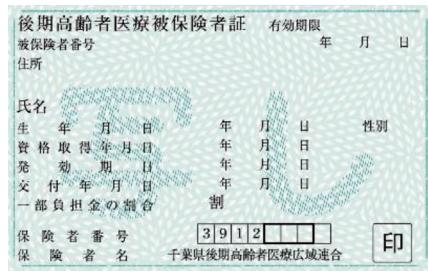 後期高齢者医療被保険者証 有効期限
被保険者番号 年 月 日
住所
氏名
生年月日 年 月 日 性別
資格取得年月日 年 月 日
発効期日 年 月 日
交付年月日 年 月 日
一部負担金の割合 割
保険者番号 3912
保険者名 千葉県後期高齢者医療広域連合
印
写し